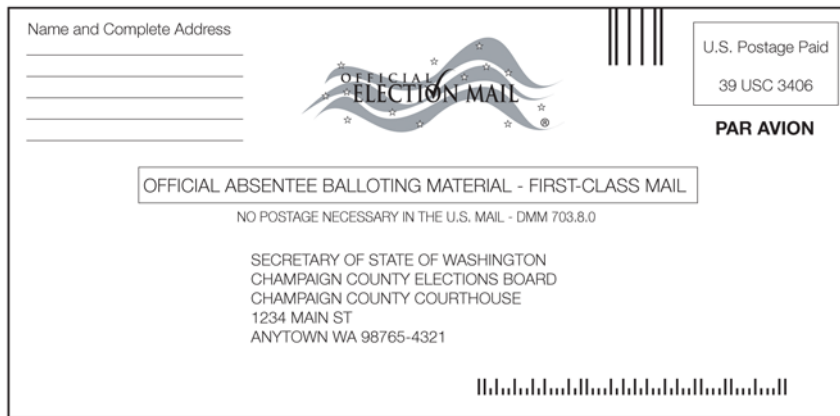 Name and Complete Address
OFFICIAL
ELECTION MAIL
®
U.S. Postage Paid
39 USC 3406
PAR AVION
OFFICIAL ABSENTEE BALLOTING MATERIAL - FIRST-CLASS MAIL
NO POSTAGE NECESSARY IN THE U.S. MAIL - DMM 703.8.0
SECRETARY OF STATE OF WASHINGTON
CHAMPAIGN COUNTY ELECTIONS BOARD
CHAMPAIGN COUNTY COURTHOUSE
1234 MAIN ST
ANYTOWN WA 98765-4321